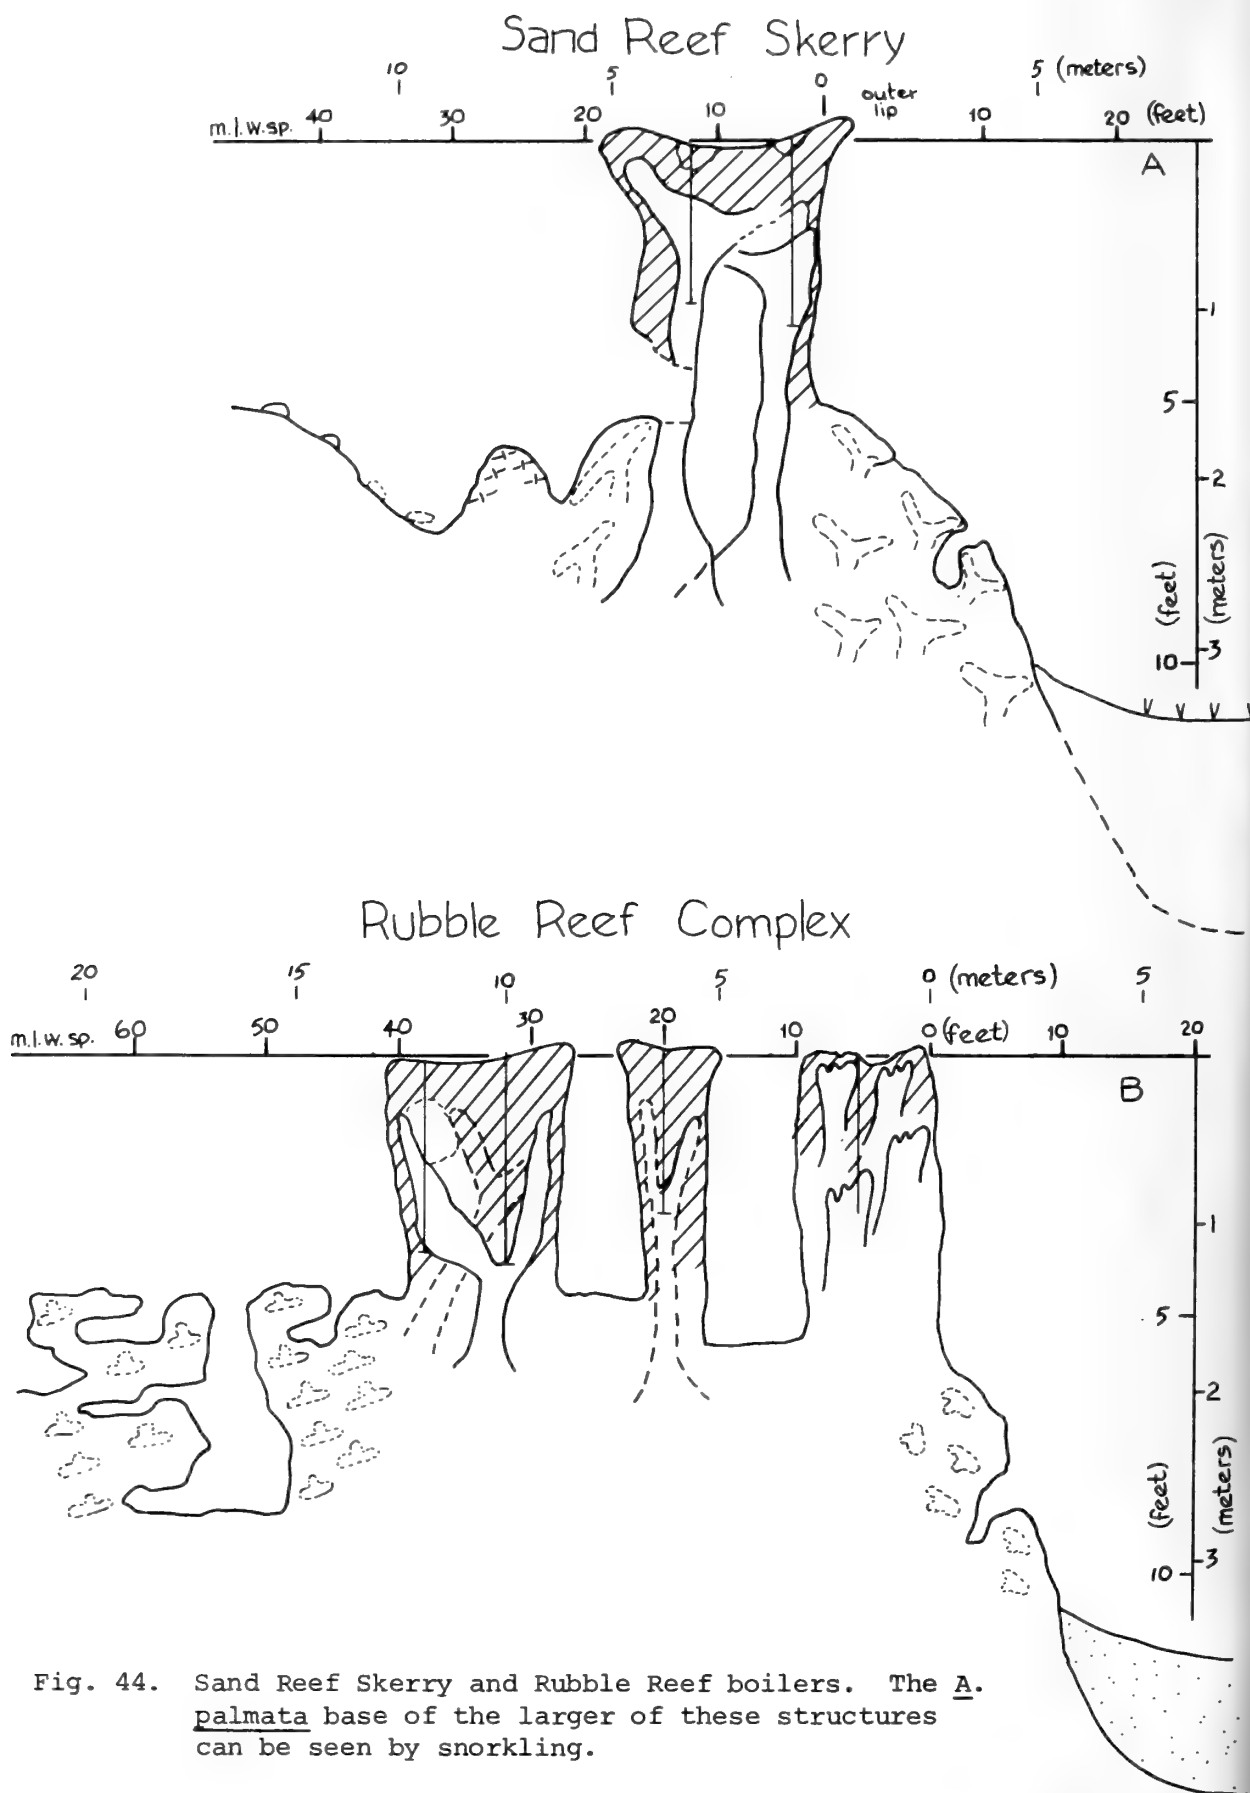 Sand Reef Skerry
10 5 0 5 (meters)
outer
lip
m.l.w.sp. 40 30 20 10 10 20 (feet)
A
1
5
2
(feet)
(meters)
10 3
Rubble Reef Complex
20 15 10 5 0 (meters) 5
m.l.w.sp. 60 50 40 30 20 10 0 (feet) 10 20
B
1
5
2
(feet)
(meters)
10 3
Fig. 44. Sand Reef Skerry and Rubble Reef boilers. The A.
palmata base of the larger of these structures
can be seen by snorkling.